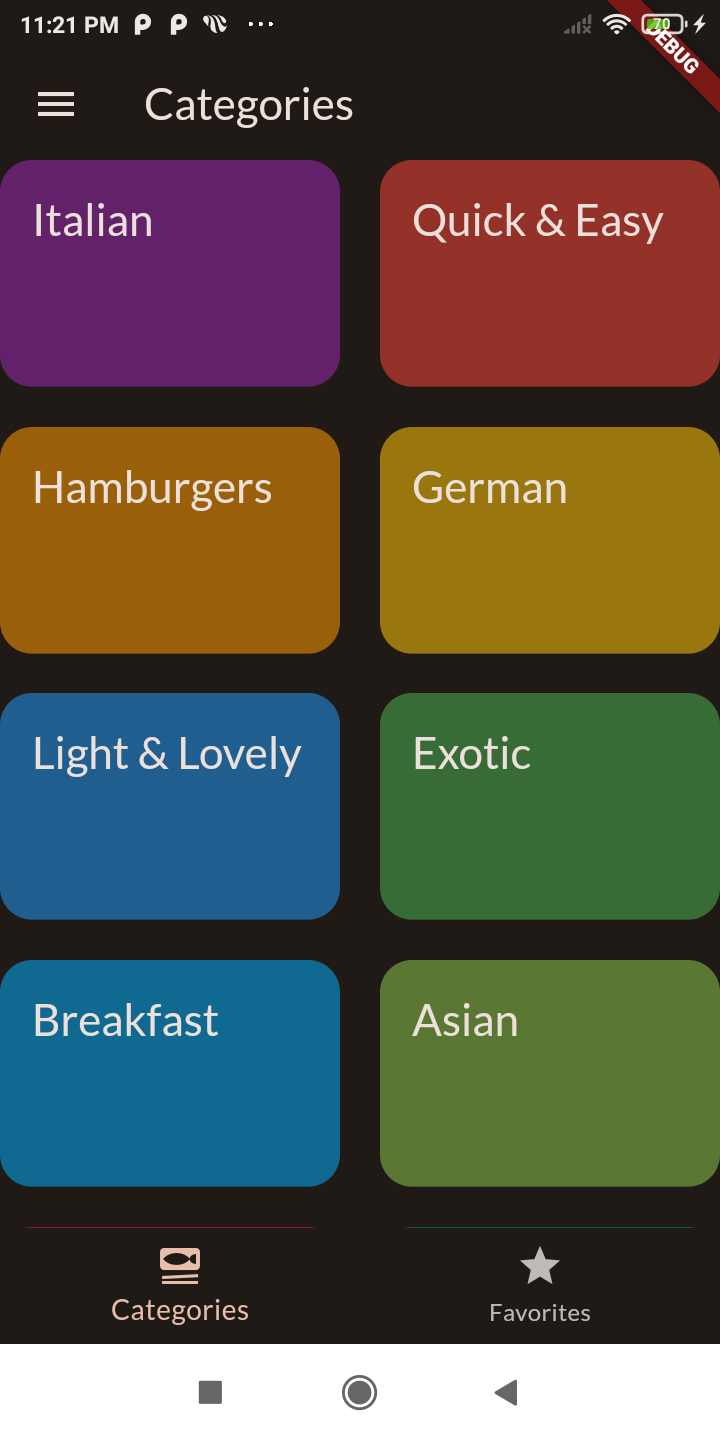 11:21 PM
70
DEBUG
Categories
Italian
Quick & Easy
Hamburgers
German
Light & Lovely
Exotic
Breakfast
Asian
Categories
Favorites